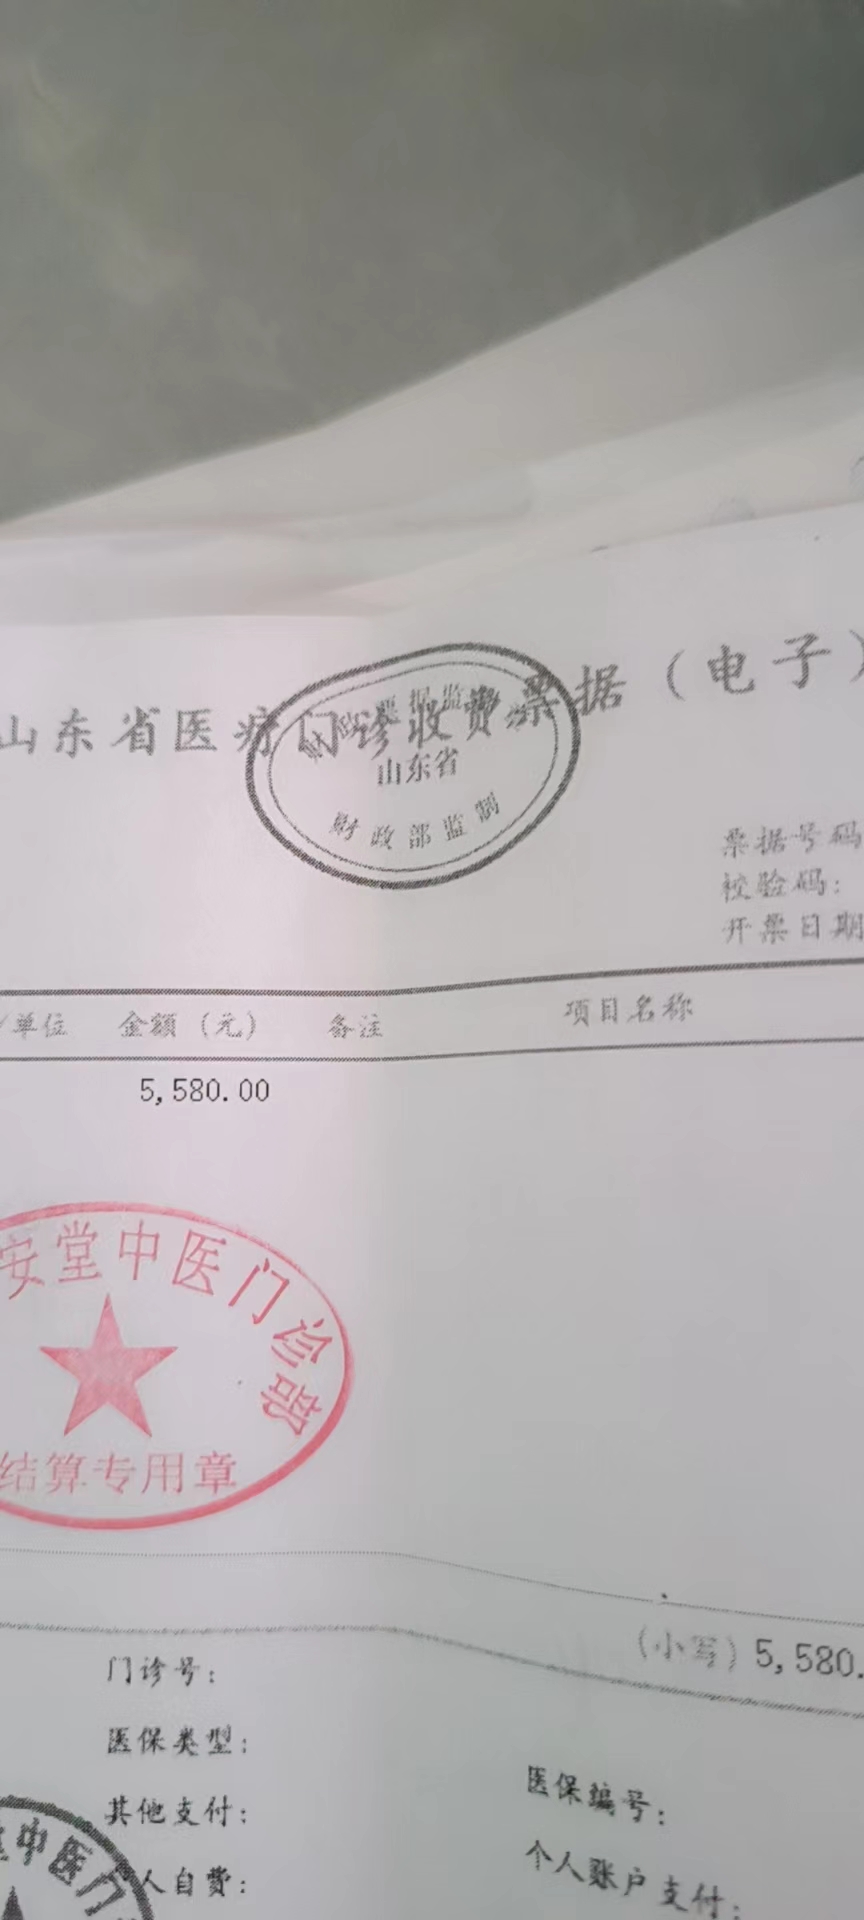 山东省医疗门诊收费票据（电子）
财政票据监制
山东省
财政部监制
票据号码
校验码：
开票日期
/单位 金额（元） 备注 项目名称
5,580.00
安堂中医门诊部
结算专用章
（小写）5,580.
门诊号：
医保类型：
医保编号：
其他支付：
个人账户支付：
人自费：
堂中医门